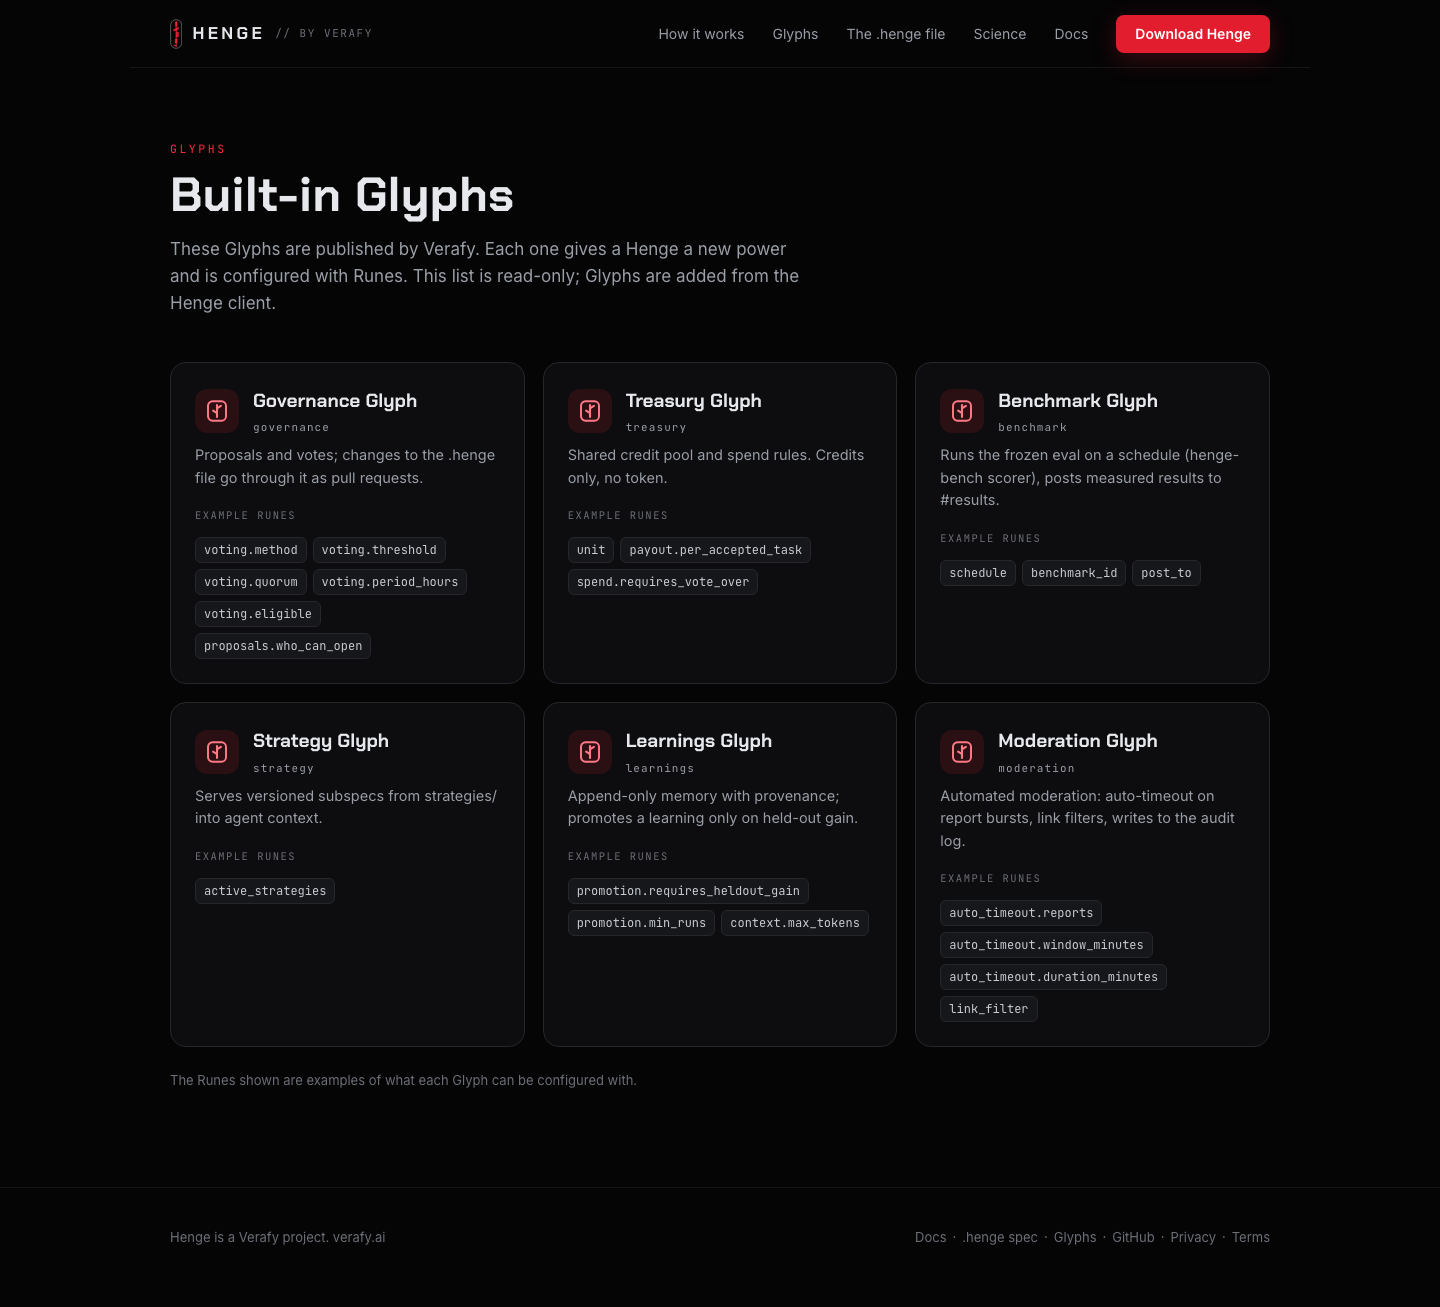 HENGE // BY VERAFY
How it works
Glyphs
The .henge file
Science
Docs
Download Henge
GLYPHS
Built-in Glyphs
These Glyphs are published by Verafy. Each one gives a Henge a new power
and is configured with Runes. This list is read-only; Glyphs are added from the
Henge client.
Governance Glyph
governance
Proposals and votes; changes to the .henge
file go through it as pull requests.
EXAMPLE RUNES
voting.method voting.threshold
voting.quorum voting.period_hours
voting.eligible
proposals.who_can_open
Treasury Glyph
treasury
Shared credit pool and spend rules. Credits
only, no token.
EXAMPLE RUNES
unit payout.per_accepted_task
spend.requires_vote_over
Benchmark Glyph
benchmark
Runs the frozen eval on a schedule (henge-
bench scorer), posts measured results to
#results.
EXAMPLE RUNES
schedule benchmark_id post_to
Strategy Glyph
strategy
Serves versioned subspecs from strategies/
into agent context.
EXAMPLE RUNES
active_strategies
Learnings Glyph
learnings
Append-only memory with provenance;
promotes a learning only on held-out gain.
EXAMPLE RUNES
promotion.requires_heldout_gain
promotion.min_runs context.max_tokens
Moderation Glyph
moderation
Automated moderation: auto-timeout on
report bursts, link filters, writes to the audit
log.
EXAMPLE RUNES
auto_timeout.reports
auto_timeout.window_minutes
auto_timeout.duration_minutes
link_filter
The Runes shown are examples of what each Glyph can be configured with.
Henge is a Verafy project. verafy.ai
Docs · .henge spec · Glyphs · GitHub · Privacy · Terms